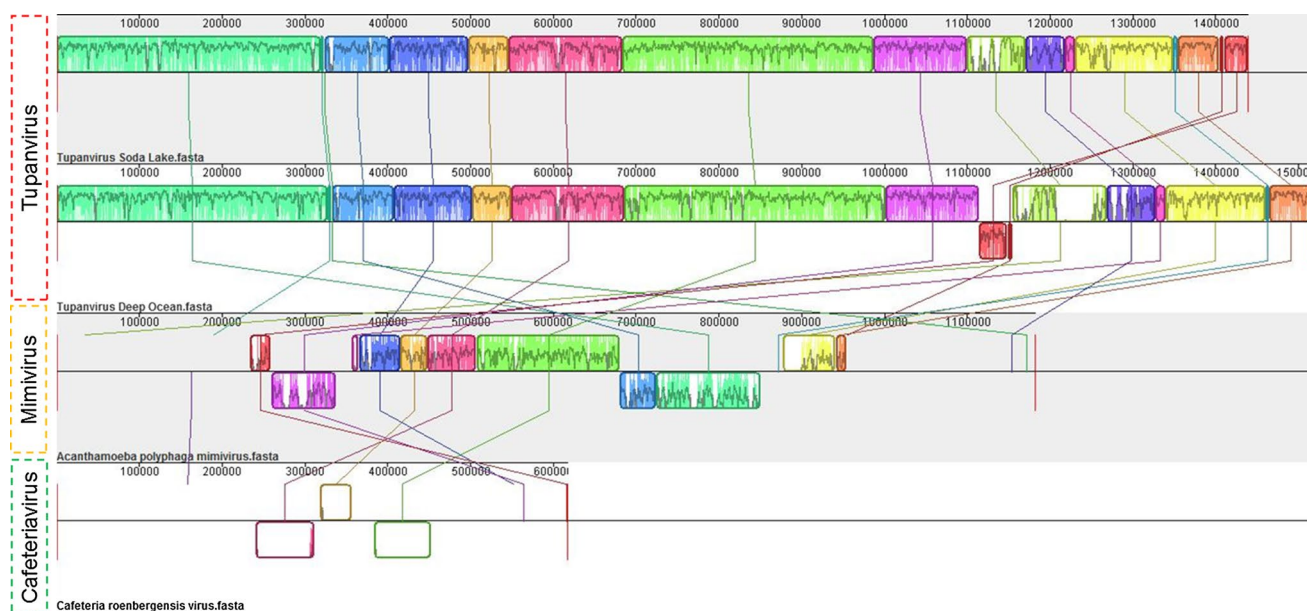 100000 200000 300000 400000 500000 600000 700000 800000 900000 1000000 1100000 1200000 1300000 1400000
Tupanvirus
Tupanvirus Soda Lake.fasta
100000 200000 300000 400000 500000 600000 700000 800000 900000 1000000 1100000 1200000 1300000 1400000 150000
Tupanvirus Deep Ocean.fasta
100000 200000 300000 400000 500000 600000 700000 800000 900000 1000000 1100000
Mimivirus
Acanthamoeba polyphaga mimivirus.fasta
100000 200000 300000 400000 500000 600000
Cafeteriavirus
Cafeteria roenbergensis virus.fasta